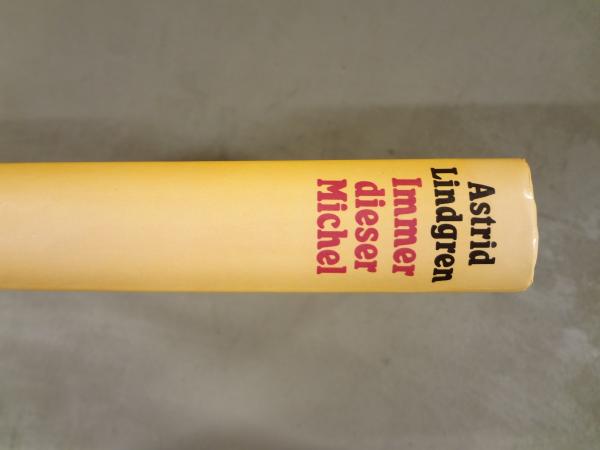 Astrid
Lindgren
Immer
dieser
Michel